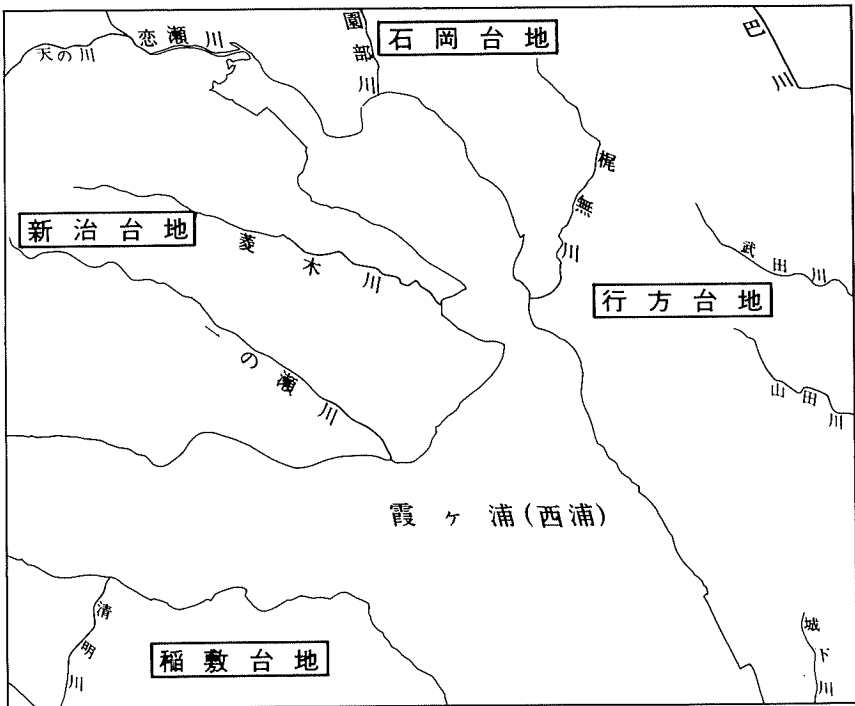 恋瀬川
天の川
園部川
石岡台地
巴川
梶無川
新治台地
菱木川
武田川
行方台地
一の瀬川
山田川
霞ヶ浦(西浦)
清明川
稲敷台地
城下川